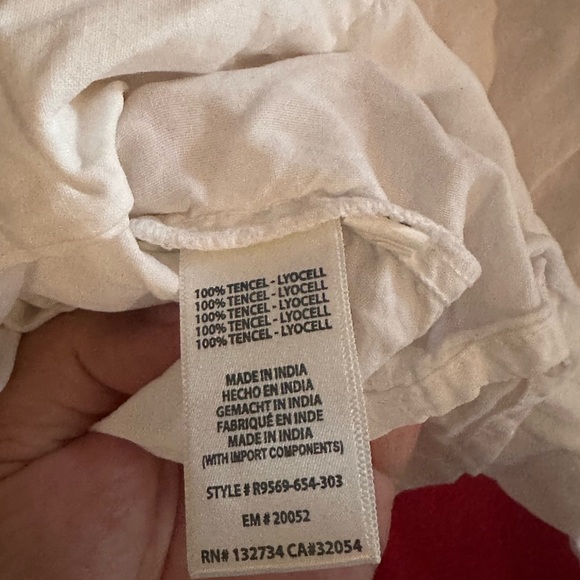 100% TENCEL - LYOCELL
100% TENCEL - LYOCELL
100% TENCEL - LYOCELL
100% TENCEL - LYOCELL
100% TENCEL - LYOCELL
MADE IN INDIA
HECHO EN INDIA
GEMACHT IN INDIA
FABRIQUÉ EN INDE
MADE IN INDIA
(WITH IMPORT COMPONENTS)
STYLE # R9569-654-303
EM # 20052
RN# 132734 CA#32054